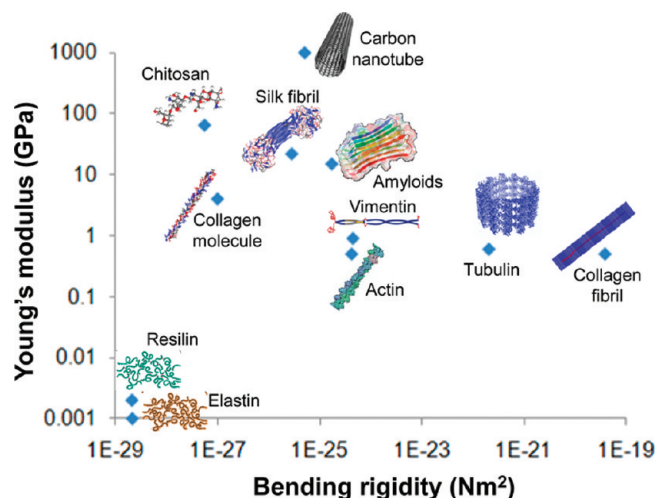 Young's modulus (GPa)
1000
100
10
1
0.1
0.01
0.001
Carbon
nanotube
Chitosan
Silk fibril
Amyloids
Collagen
molecule
Vimentin
Actin
Tubulin
Collagen
fibril
Resilin
Elastin
1E-29 1E-27 1E-25 1E-23 1E-21 1E-19
Bending rigidity (Nm²)